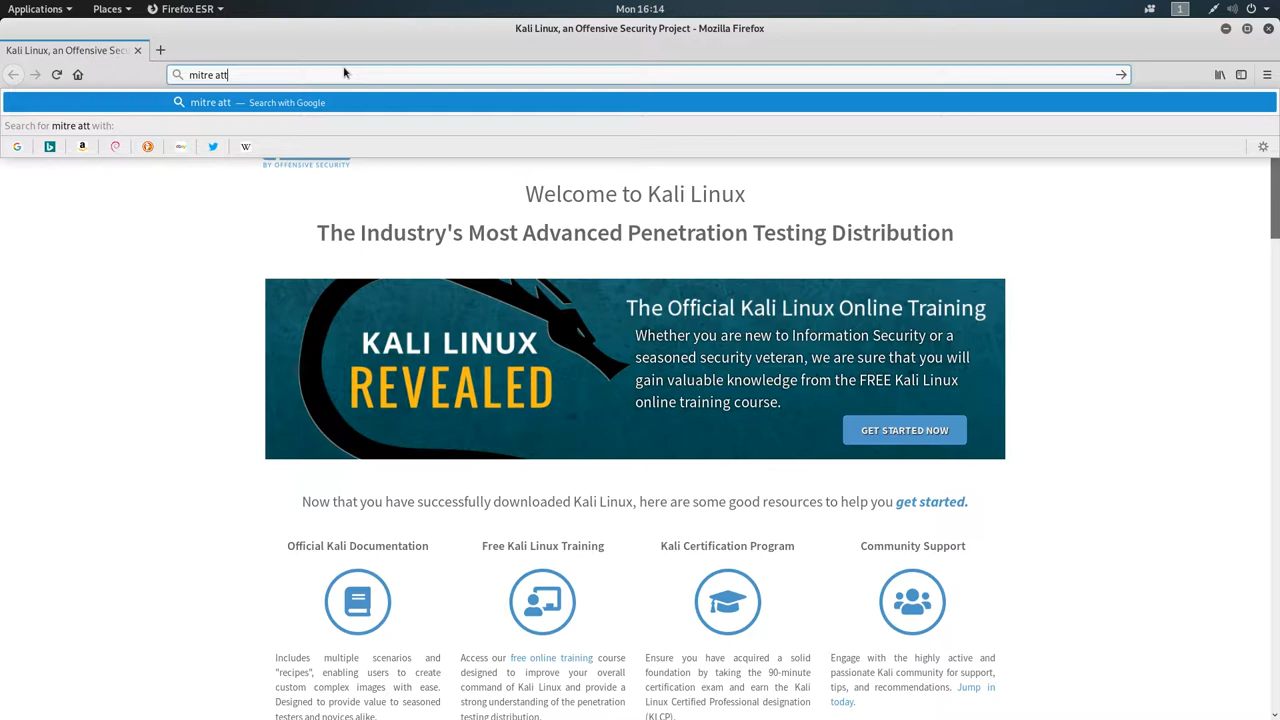 Applications Places Firefox ESR Mon 16:14 1
Kali Linux, an Offensive Security Project - Mozilla Firefox
Kali Linux, an Offensive Secu
mitre att
mitre att — Search with Google
Search for mitre att with:
BY OFFENSIVE SECURITY
Welcome to Kali Linux
The Industry's Most Advanced Penetration Testing Distribution
KALI LINUX
REVEALED
The Official Kali Linux Online Training
Whether you are new to Information Security or a
seasoned security veteran, we are sure that you will
gain valuable knowledge from the FREE Kali Linux
online training course.
GET STARTED NOW
Now that you have successfully downloaded Kali Linux, here are some good resources to help you get started.
Official Kali Documentation
Includes multiple scenarios and
"recipes", enabling users to create
custom complex images with ease.
Designed to provide value to seasoned
testers and novices alike.
Free Kali Linux Training
Access our free online training course
designed to improve your overall
command of Kali Linux and provide a
strong understanding of the penetration
testing distribution.
Kali Certification Program
Ensure you have acquired a solid
foundation by taking the 90-minute
certification exam and earn the Kali
Linux Certified Professional designation
(KLCP).
Community Support
Engage with the highly active and
passionate Kali community for support,
tips, and recommendations. Jump in
today.